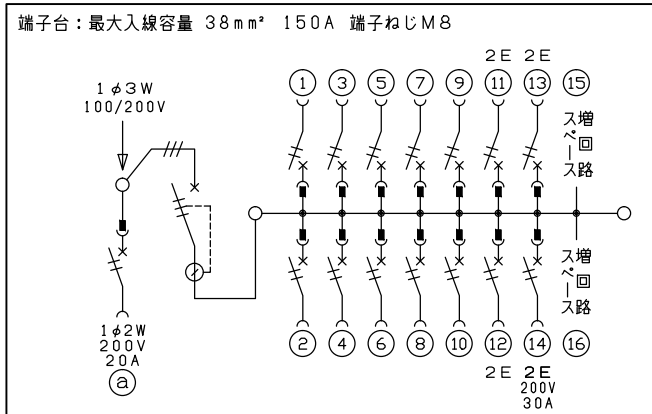 端子台:最大入線容量 38mm² 150A 端子ねじM8
1φ3W
100/200V
2E 2E
① ③ ⑤ ⑦ ⑨ ⑪ ⑬ ⑮
増回路
スペース
増回路
スペース
② ④ ⑥ ⑧ ⑩ ⑫ ⑭ ⑯
2E 2E
200V
30A
1φ2W
200V
20A
ⓐ